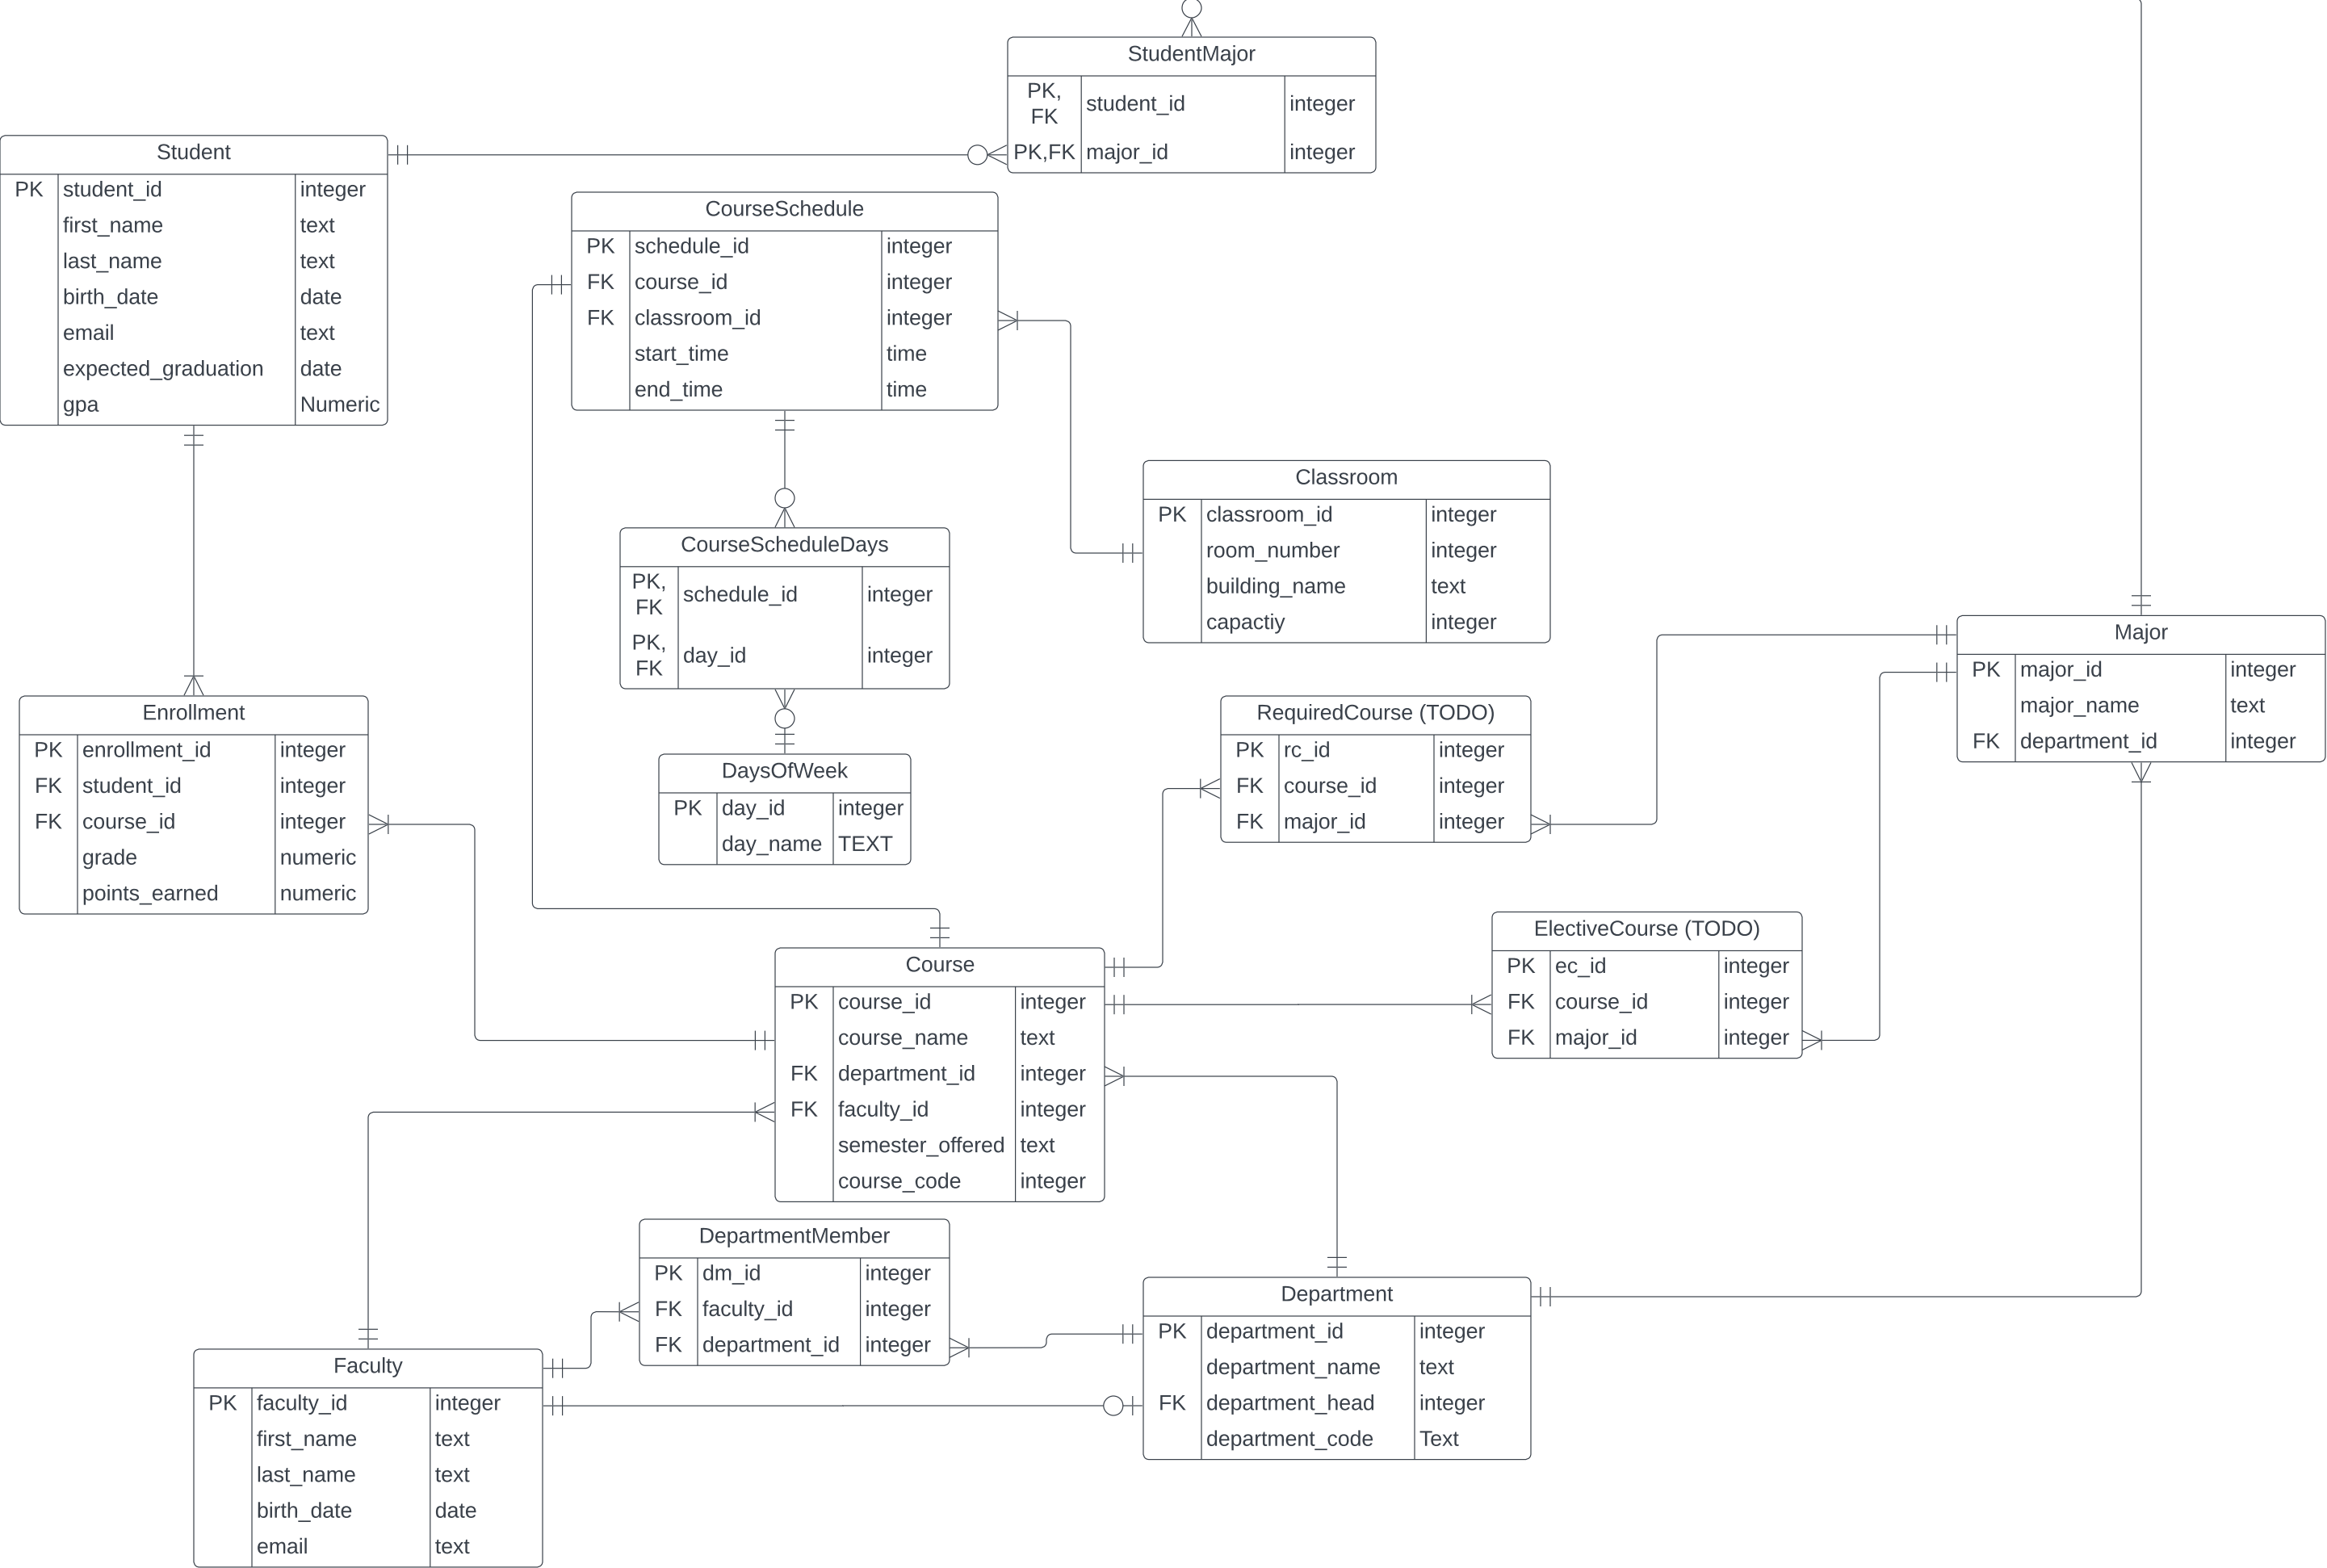 StudentMajor
PK,
FK
student_id integer
PK,FK major_id integer
Student
PK student_id integer
first_name text
last_name text
birth_date date
email text
expected_graduation date
gpa Numeric
CourseSchedule
PK schedule_id integer
FK course_id integer
FK classroom_id integer
start_time time
end_time time
Classroom
PK classroom_id integer
room_number integer
building_name text
capactiy integer
CourseScheduleDays
PK,
FK
schedule_id integer
PK,
FK
day_id integer
Major
PK major_id integer
major_name text
FK department_id integer
Enrollment
PK enrollment_id integer
FK student_id integer
FK course_id integer
grade numeric
points_earned numeric
DaysOfWeek
PK day_id integer
day_name TEXT
RequiredCourse (TODO)
PK rc_id integer
FK course_id integer
FK major_id integer
ElectiveCourse (TODO)
PK ec_id integer
FK course_id integer
FK major_id integer
Course
PK course_id integer
course_name text
FK department_id integer
FK faculty_id integer
semester_offered text
course_code integer
DepartmentMember
PK dm_id integer
FK faculty_id integer
FK department_id integer
Department
PK department_id integer
department_name text
FK department_head integer
department_code Text
Faculty
PK faculty_id integer
first_name text
last_name text
birth_date date
email text